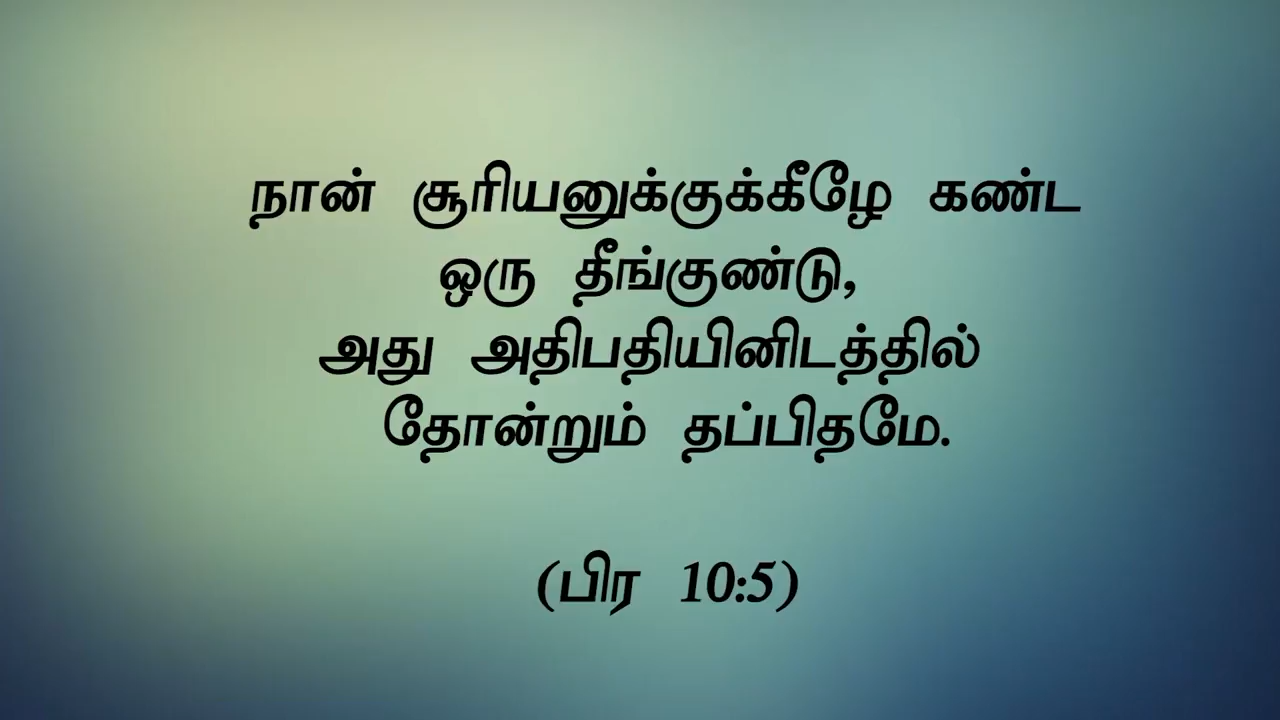 நான் சூரியனுக்குக்கீழே கண்ட
ஒரு தீங்குண்டு,
அது அதிபதியினிடத்தில்
தோன்றும் தப்பிதமே.
(பிர 10:5)